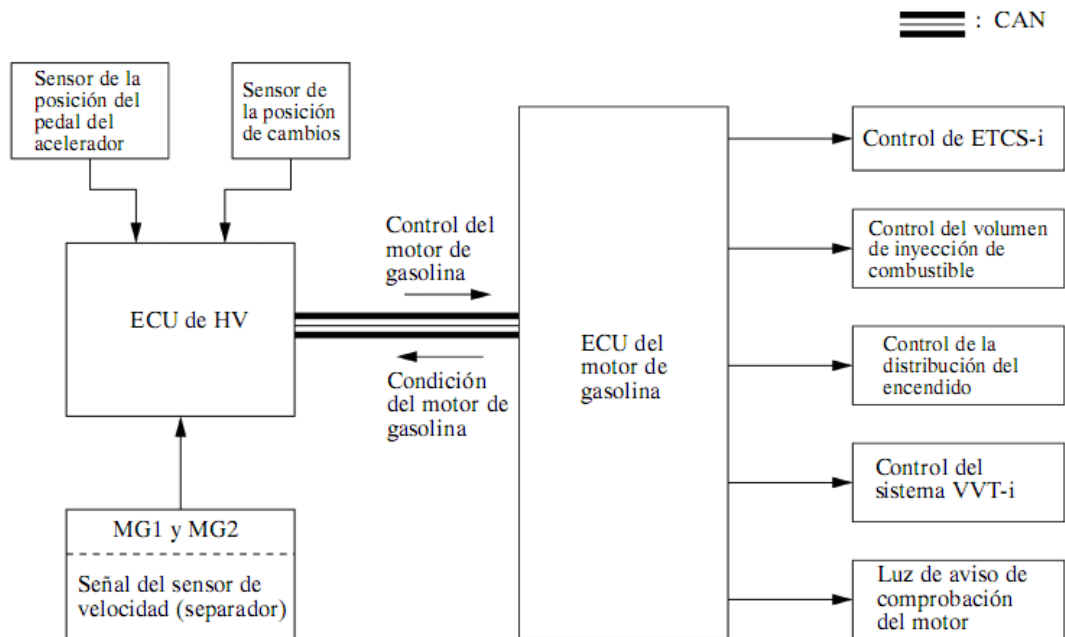 : CAN
Sensor de la
posición del
pedal del
acelerador
Sensor de
la posición
de cambios
Control del
motor de
gasolina
ECU de HV
Condición
del motor de
gasolina
MG1 y MG2
Señal del sensor de
velocidad (separador)
ECU del
motor de
gasolina
Control de ETCS-i
Control del volumen
de inyección de
combustible
Control de la
distribución del
encendido
Control del
sistema VVT-i
Luz de aviso de
comprobación
del motor